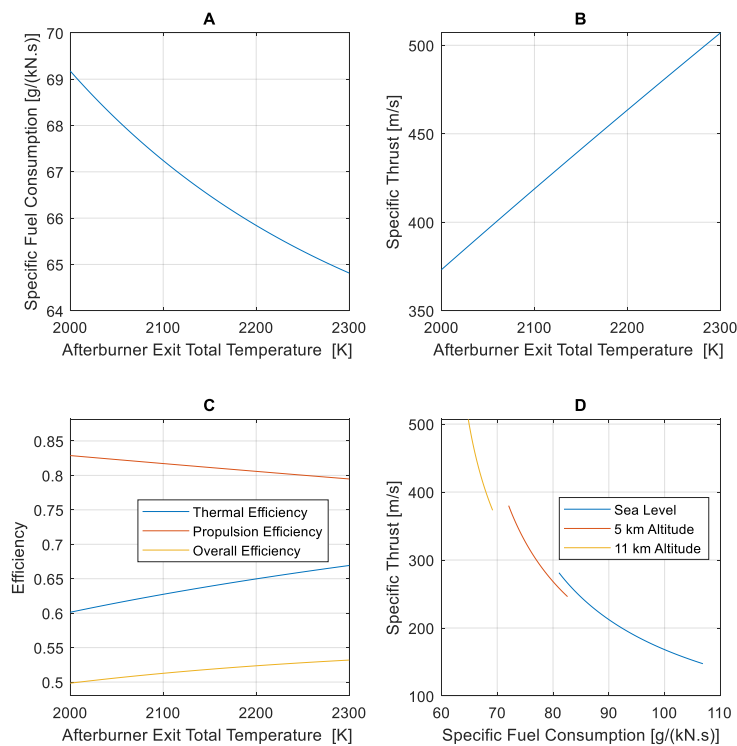 A
70
69
68
67
66
65
64
Specific Fuel Consumption [g/(kN.s)]
2000 2100 2200 2300
Afterburner Exit Total Temperature [K]
B
500
450
400
350
Specific Thrust [m/s]
2000 2100 2200 2300
Afterburner Exit Total Temperature [K]
C
0.85
0.8
0.75
0.7
0.65
0.6
0.55
0.5
Efficiency
Thermal Efficiency
Propulsion Efficiency
Overall Efficiency
2000 2100 2200 2300
Afterburner Exit Total Temperature [K]
D
500
400
300
200
100
Specific Thrust [m/s]
Sea Level
5 km Altitude
11 km Altitude
60 70 80 90 100 110
Specific Fuel Consumption [g/(kN.s)]